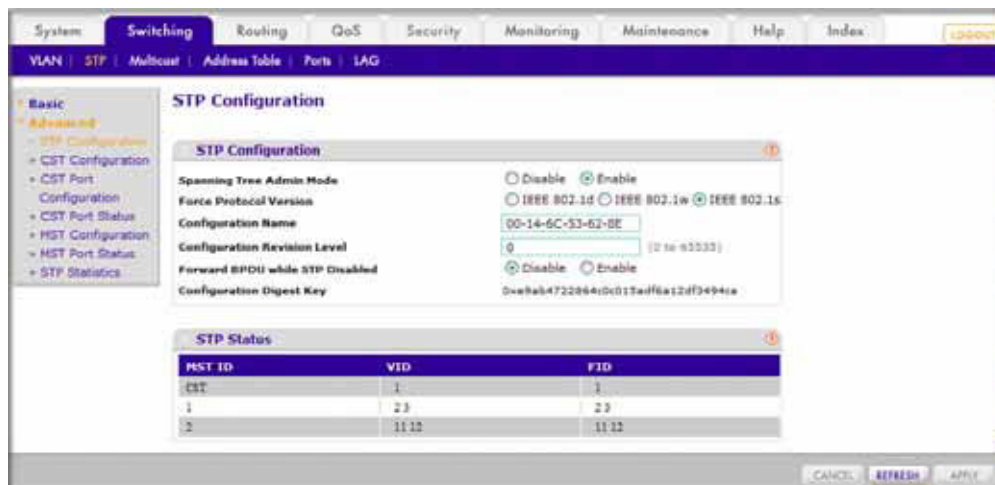 System Switching Routing QoS Security Monitoring Maintenance Help Index LOGOUT
VLAN STP Multicast Address Table Ports LAG
Basic
Advanced
STP Configuration
CST Configuration
CST Port
Configuration
CST Port Status
MST Configuration
MST Port Status
STP Statistics
STP Configuration
STP Configuration
Spanning Tree Admin Mode Disable Enable
Force Protocol Version IEEE 802.1d IEEE 802.1w IEEE 802.1s
Configuration Name 00-14-6C-53-62-8E
Configuration Revision Level 0 (0 to 65535)
Forward BPDU while STP Disabled Disable Enable
Configuration Digest Key
STP Status
MST ID VID FID
CST 1 1
1 2 3 2 3
2 11 12 11 12
CANCEL REFRESH APPLY